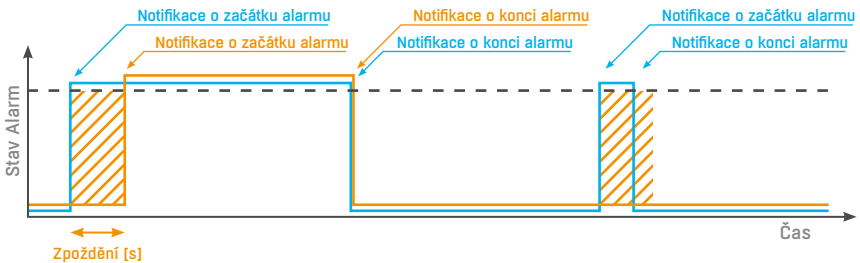 Notifikace o začátku alarmu
Notifikace o začátku alarmu
Notifikace o konci alarmu
Notifikace o konci alarmu
Notifikace o začátku alarmu
Notifikace o konci alarmu
Stav Alarm
Čas
Zpoždění [s]